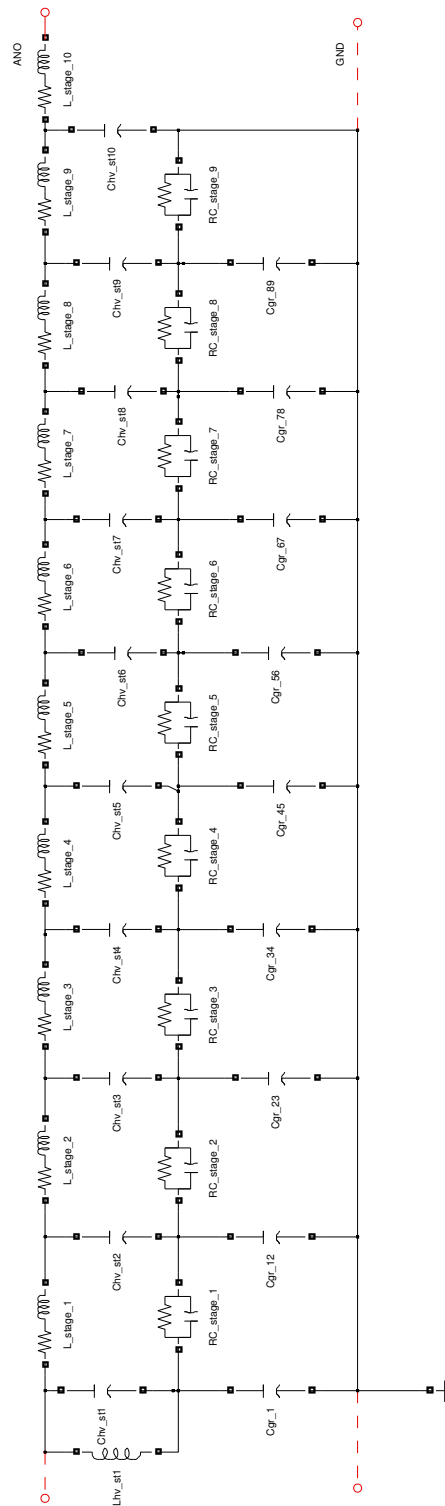 ANO
GND
L_stage_10
Chv_st10
L_stage_9
RC_stage_9
Chv_st9
Cgr_89
L_stage_8
RC_stage_8
Chv_st8
Cgr_78
L_stage_7
RC_stage_7
Chv_st7
Cgr_67
L_stage_6
RC_stage_6
Chv_st6
Cgr_56
L_stage_5
RC_stage_5
Chv_st5
Cgr_45
L_stage_4
RC_stage_4
Chv_st4
Cgr_34
L_stage_3
RC_stage_3
Chv_st3
Cgr_23
L_stage_2
RC_stage_2
Chv_st2
Cgr_12
L_stage_1
RC_stage_1
Chv_st1
Cgr_1
Lhv_st1